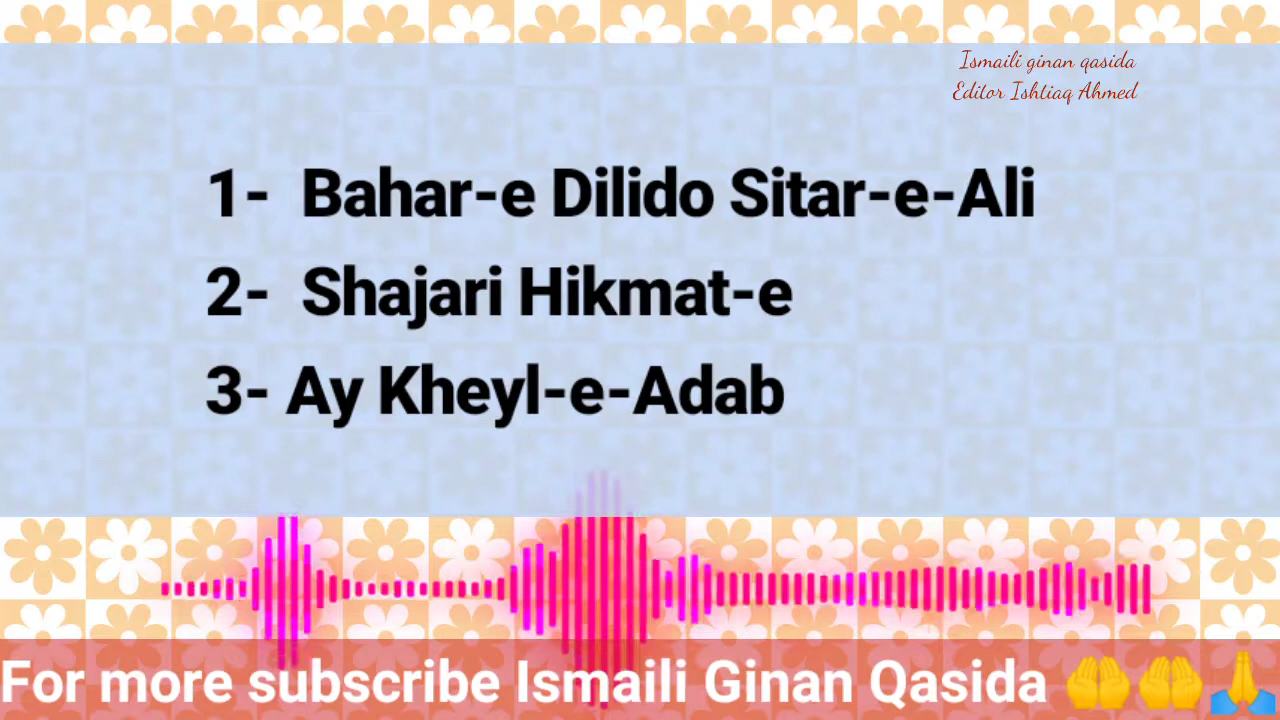 Ismaili ginan qasida
Editor Ishtiaq Ahmed
1- Bahar-e Dilido Sitar-e-Ali
2- Shajari Hikmat-e
3- Ay Kheyl-e-Adab
For more subscribe Ismaili Ginan Qasida 🤲🤲🙏